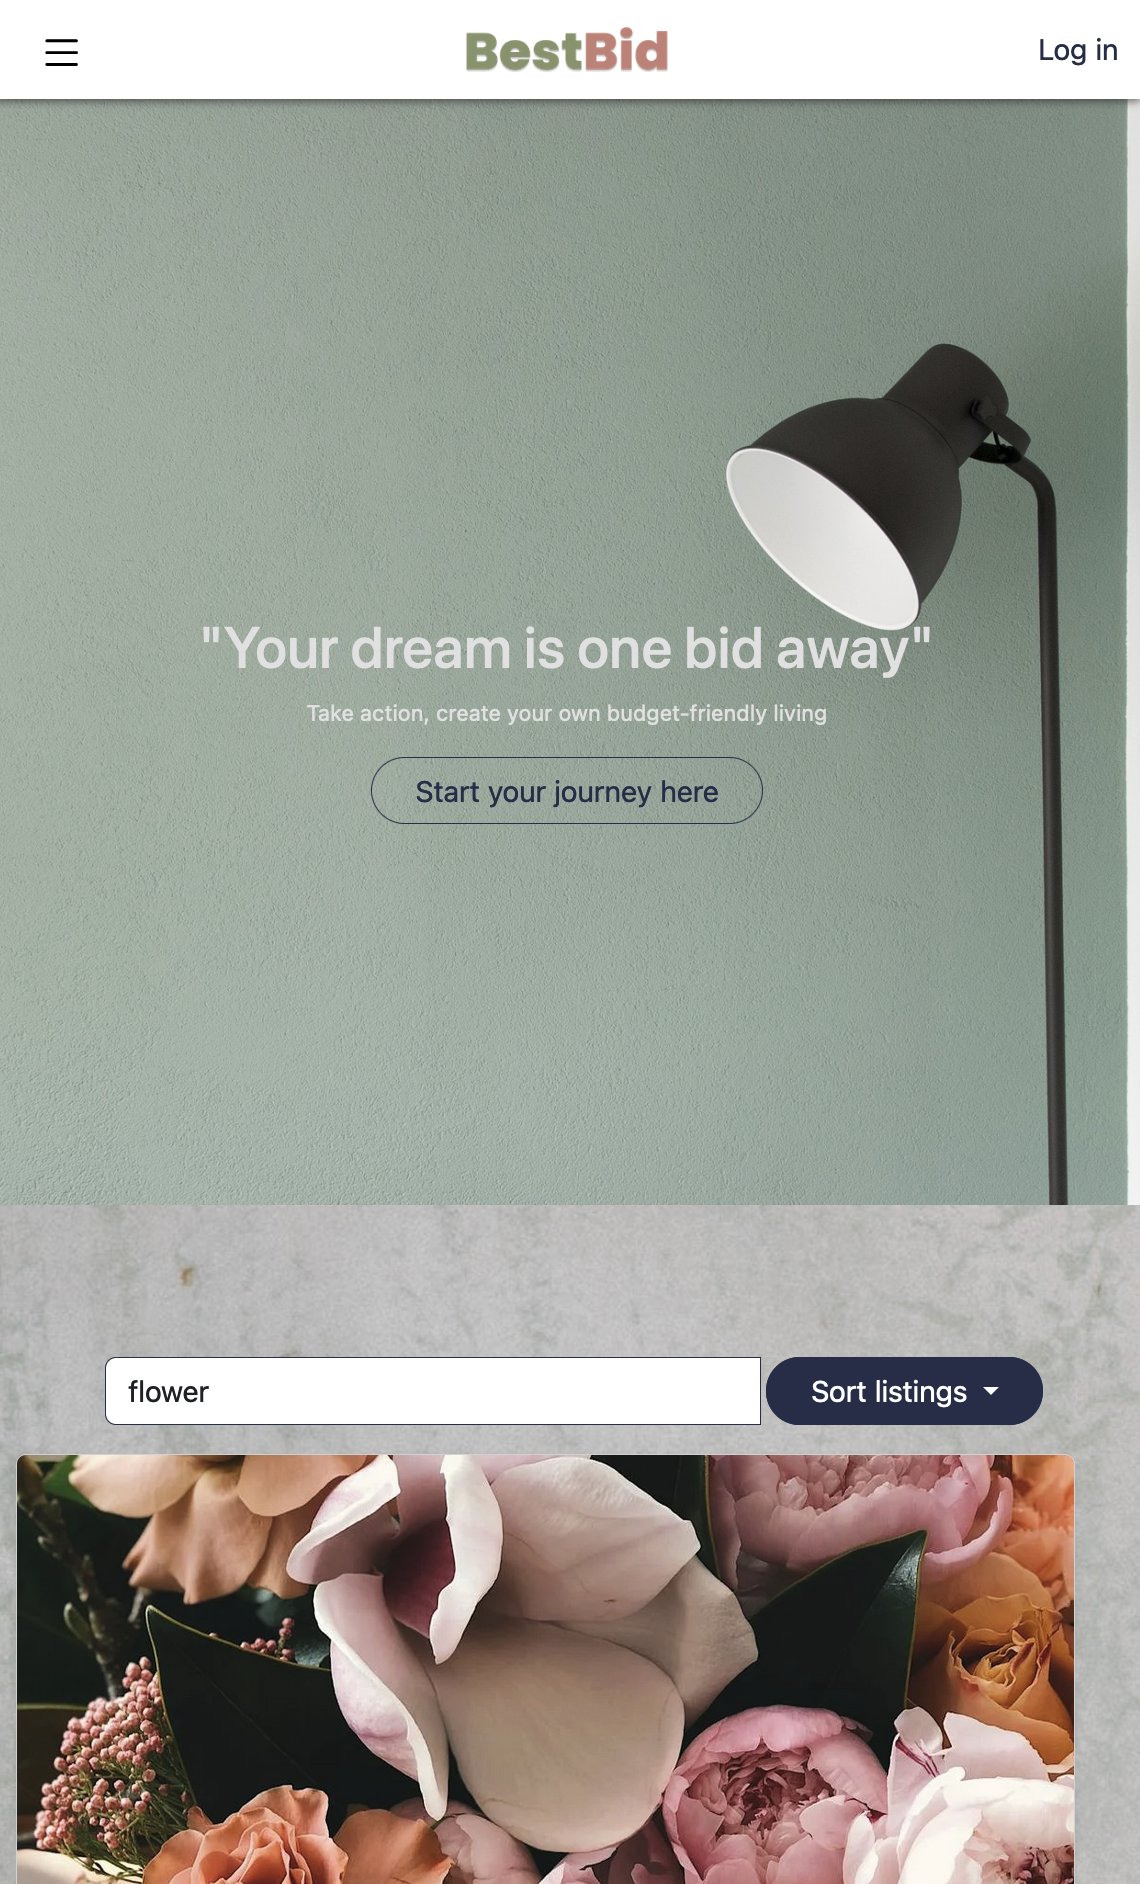 BestBid
Log in
"Your dream is one bid away"
Take action, create your own budget-friendly living
Start your journey here
flower
Sort listings